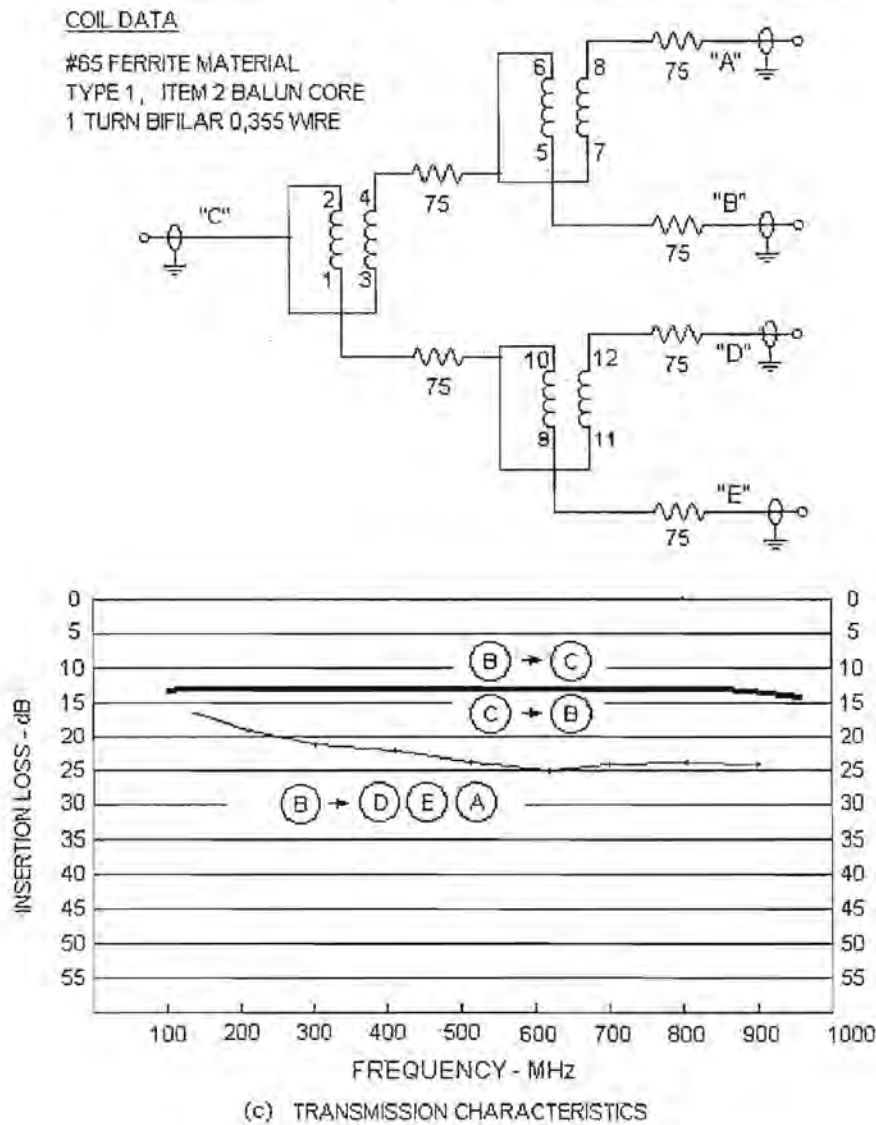 COIL DATA
#65 FERRITE MATERIAL
TYPE 1, ITEM 2 BALUN CORE
1 TURN BIFILAR 0,355 WIRE
75 "A"
6 8
5 7
75 "B"
"C"
2 4
1 3
75
75
10 12
9 11
75 "D"
75 "E"
0 0
5 5
10 10
15 15
20 20
25 25
30 30
35 35
40 40
45 45
50 50
55 55
B → C
C → B
B → D E A
INSERTION LOSS - dB
100 200 300 400 500 600 700 800 900 1000
FREQUENCY - MHz
(c) TRANSMISSION CHARACTERISTICS